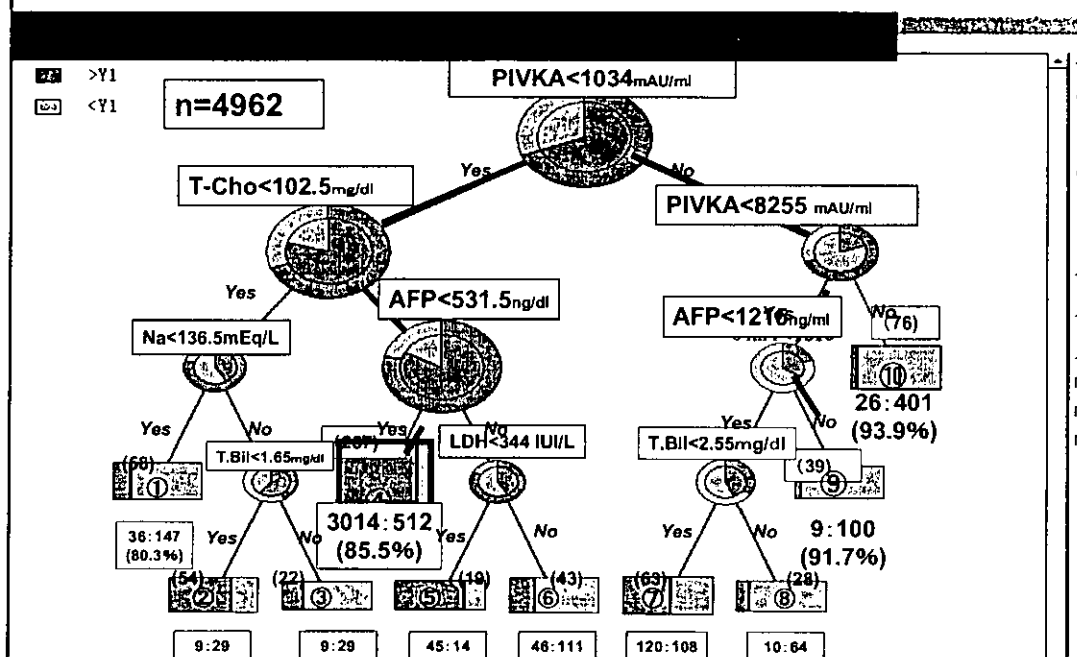 >Y1
<Y1
n=4962
PIVKA<1034mAU/ml
Yes
No
T-Cho<102.5mg/dl
PIVKA<8255 mAU/ml
Yes
AFP<531.5ng/dl
Na<136.5mEq/L
AFP<1216ng/ml
No
(76)
⑩
26:401
(93.9%)
Yes
No
Yes
No
LDH<344 IUI/L
Yes
No
T.Bil<1.65mg/dl
T.Bil<2.55mg/dl
(68)
①
(39)
⑨
3014:512
(85.5%)
9:100
(91.7%)
36:147
(80.3%)
Yes
No
Yes
No
Yes
No
(54)
②
(22)
③
(19)
⑤
(43)
⑥
(63)
⑦
(28)
⑧
9:29
9:29
45:14
46:111
120:108
10:64